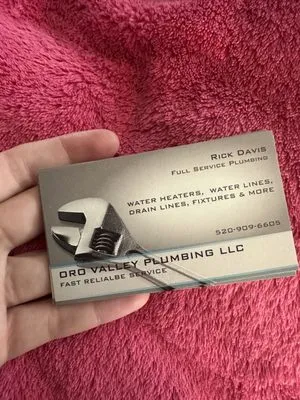 RICK DAVIS
FULL SERVICE PLUMBING
WATER HEATERS, WATER LINES,
DRAIN LINES, FIXTURES & MORE
520-909-6605
ORO VALLEY PLUMBING LLC
FAST RELIALBE SERVICE